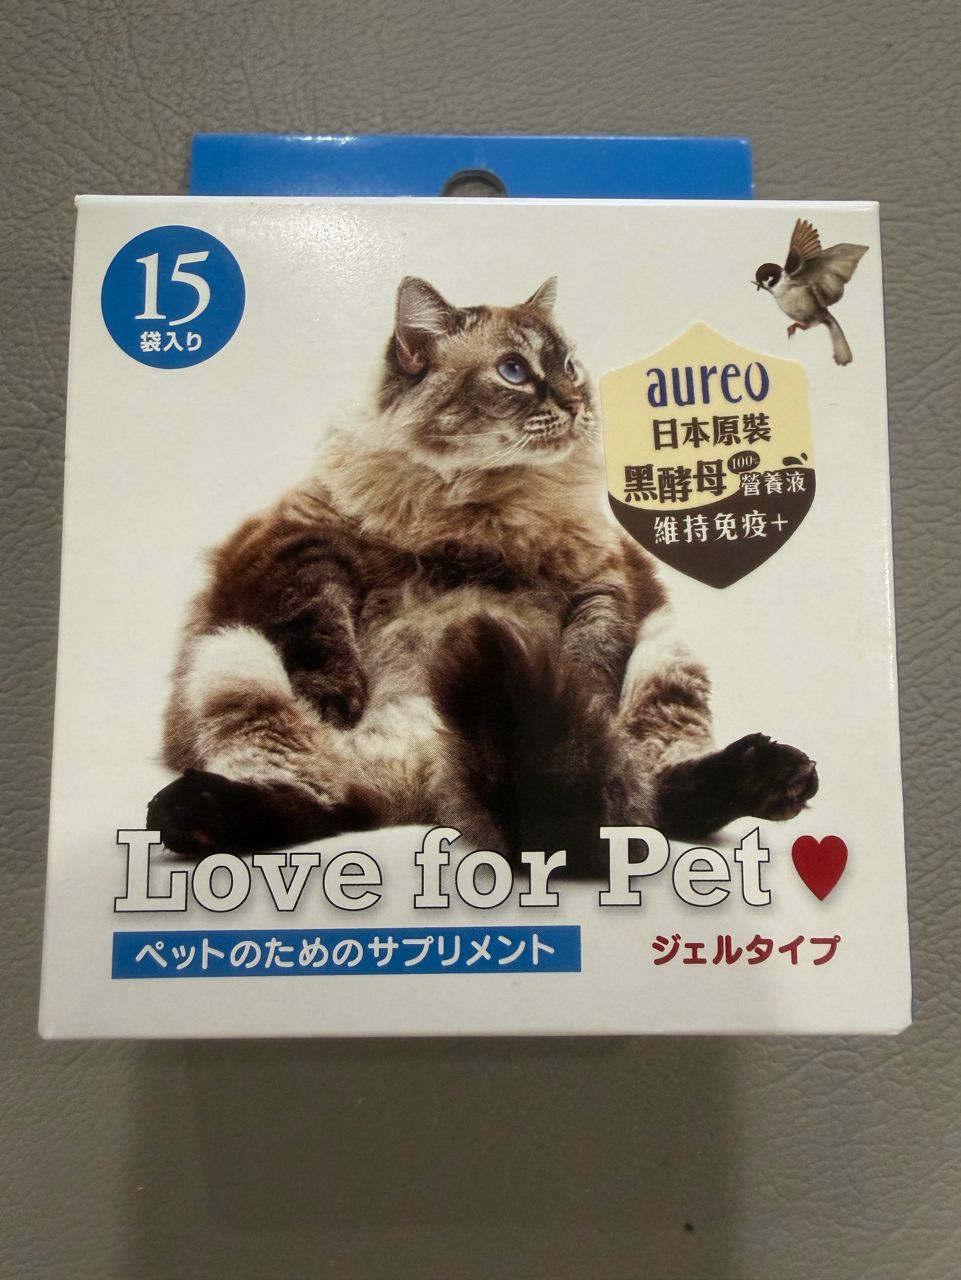 15
袋入り
aureo
日本原裝
黑酵母 100% 營養液
維持免疫+
Love for Pet
ペットのためのサプリメント
ジェルタイプ